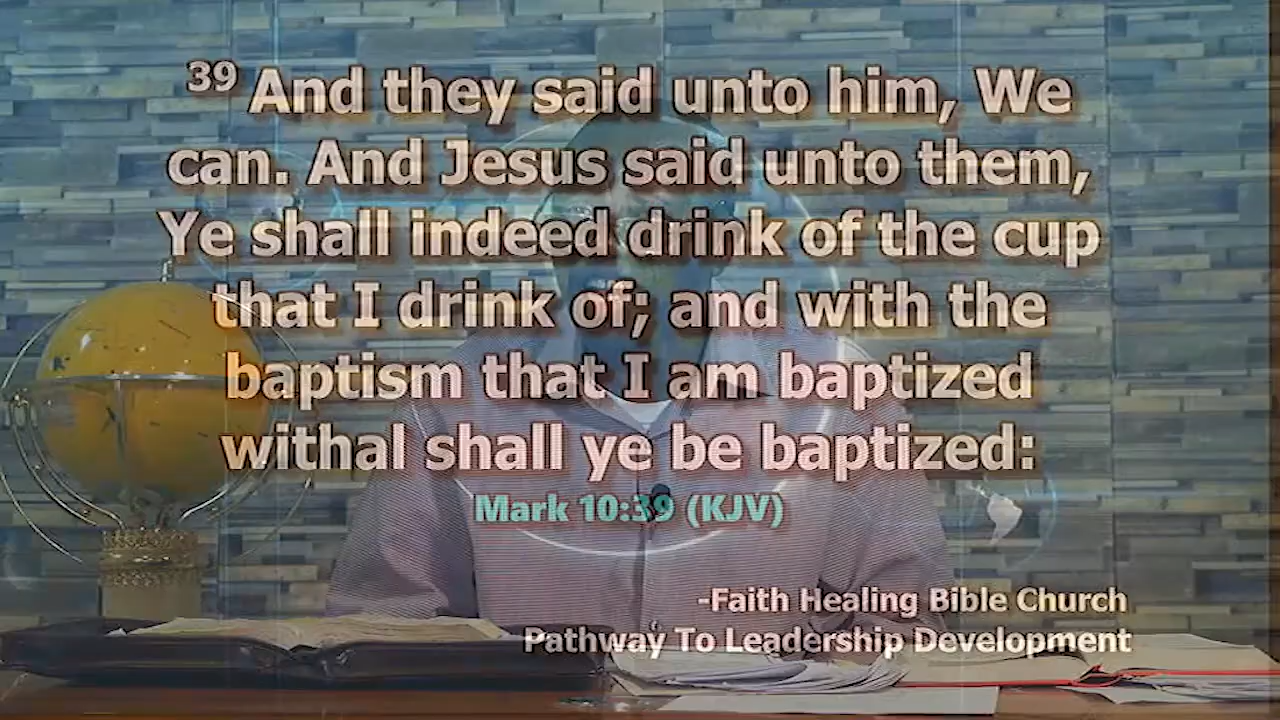 39 And they said unto him, We
can. And Jesus said unto them,
Ye shall indeed drink of the cup
that I drink of; and with the
baptism that I am baptized
withal shall ye be baptized:
Mark 10:39 (KJV)
-Faith Healing Bible Church
Pathway To Leadership Development